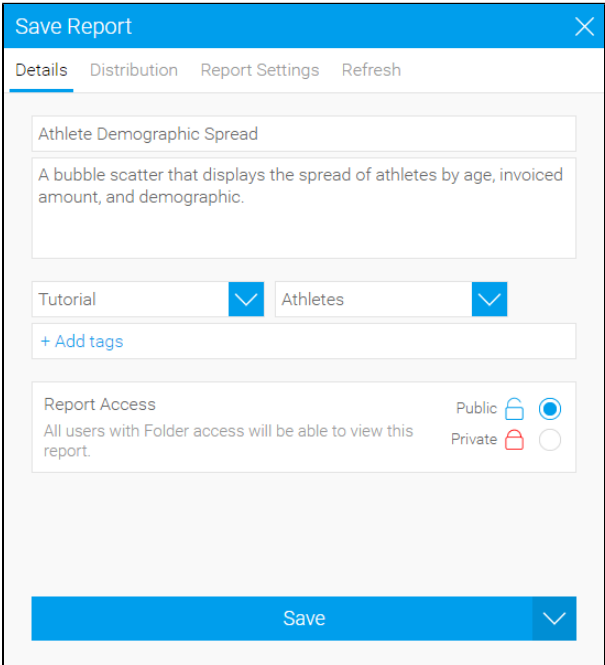 Save Report
Details Distribution Report Settings Refresh
Athlete Demographic Spread
A bubble scatter that displays the spread of athletes by age, invoiced
amount, and demographic.
Tutorial Athletes
+ Add tags
Report Access
All users with Folder access will be able to view this
report.
Public
Private
Save